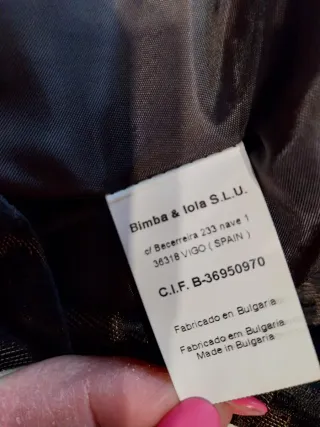 Bimba & lola S.L.U.
c/ Becerreira 233 nave 1
36318 VIGO ( SPAIN )
C.I.F. B-36950970
Fabricado en Bulgaria
Fabricado em Bulgaria
Made in Bulgaria